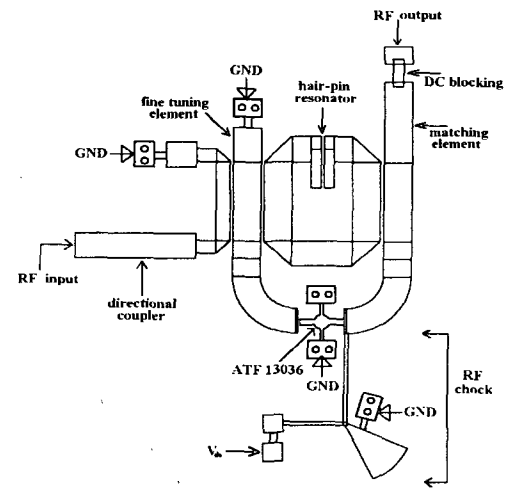 RF output
GND
hair-pin
resonator
DC blocking
fine tuning
element
matching
element
GND
RF input
directional
coupler
ATF 13036
GND
RF
chock
GND
Vds